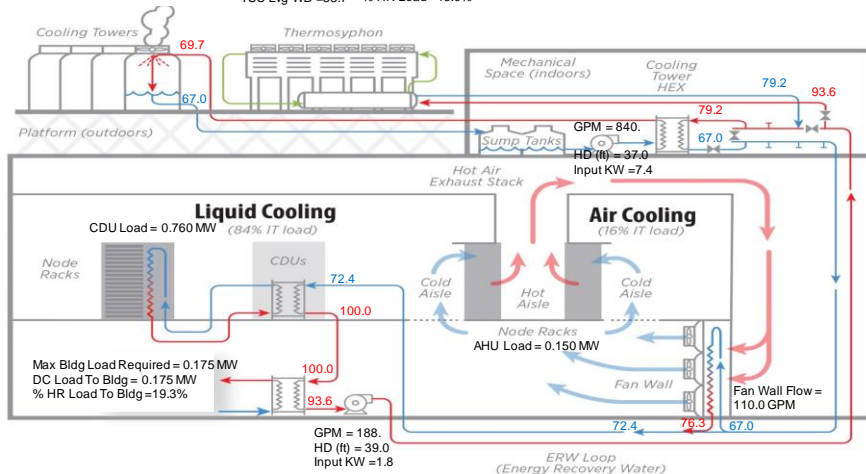 Cooling Towers
69.7
67.0
Thermosyphon
Platform (outdoors)
Mechanical
Space (indoors)
Cooling
Tower
HEX
79.2
93.6
79.2
67.0
Sump Tanks
GPM = 840.
HD (ft) = 37.0
Input KW =7.4
Hot Air
Exhaust Stack
Liquid Cooling
(84% IT load)
Air Cooling
(16% IT load)
CDU Load = 0.760 MW
Node
Racks
CDUs
72.4
100.0
Cold
Aisle
Hot
Aisle
Cold
Aisle
Node Racks
AHU Load = 0.150 MW
Max Bldg Load Required = 0.175 MW
DC Load To Bldg = 0.175 MW
% HR Load To Bldg =19.3%
100.0
93.6
Fan Wall
Fan Wall Flow =
110.0 GPM
72.4
76.3
67.0
GPM = 188.
HD (ft) = 39.0
Input KW =1.8
ERW Loop
(Energy Recovery Water)